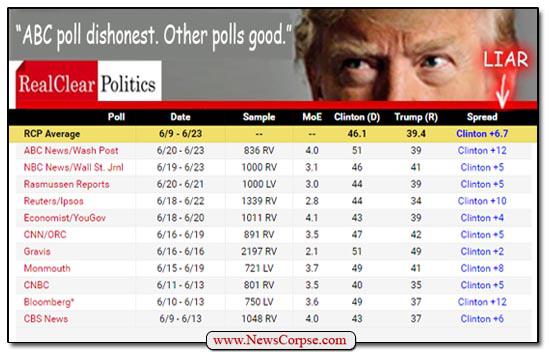 “ABC poll dishonest. Other polls good.”
LIAR
RealClear Politics
Poll Date Sample MoE Clinton (D) Trump (R) Spread
RCP Average 6/9 - 6/23 -- -- 46.1 39.4 Clinton +6.7
ABC News/Wash Post 6/20 - 6/23 836 RV 4.0 51 39 Clinton +12
NBC News/Wall St. Jrnl 6/19 - 6/23 1000 RV 3.1 46 41 Clinton +5
Rasmussen Reports 6/20 - 6/21 1000 LV 3.0 44 39 Clinton +5
Reuters/Ipsos 6/18 - 6/22 1339 RV 2.8 44 34 Clinton +10
Economist/YouGov 6/18 - 6/20 1011 RV 4.1 43 39 Clinton +4
CNN/ORC 6/16 - 6/19 891 RV 3.5 47 42 Clinton +5
Gravis 6/16 - 6/16 2197 RV 2.1 51 49 Clinton +2
Monmouth 6/15 - 6/19 721 LV 3.7 49 41 Clinton +8
CNBC 6/11 - 6/13 801 RV 3.5 40 35 Clinton +5
Bloomberg* 6/10 - 6/13 750 LV 3.6 49 37 Clinton +12
CBS News 6/9 - 6/13 1048 RV 4.0 43 37 Clinton +6
www.NewsCorpse.com